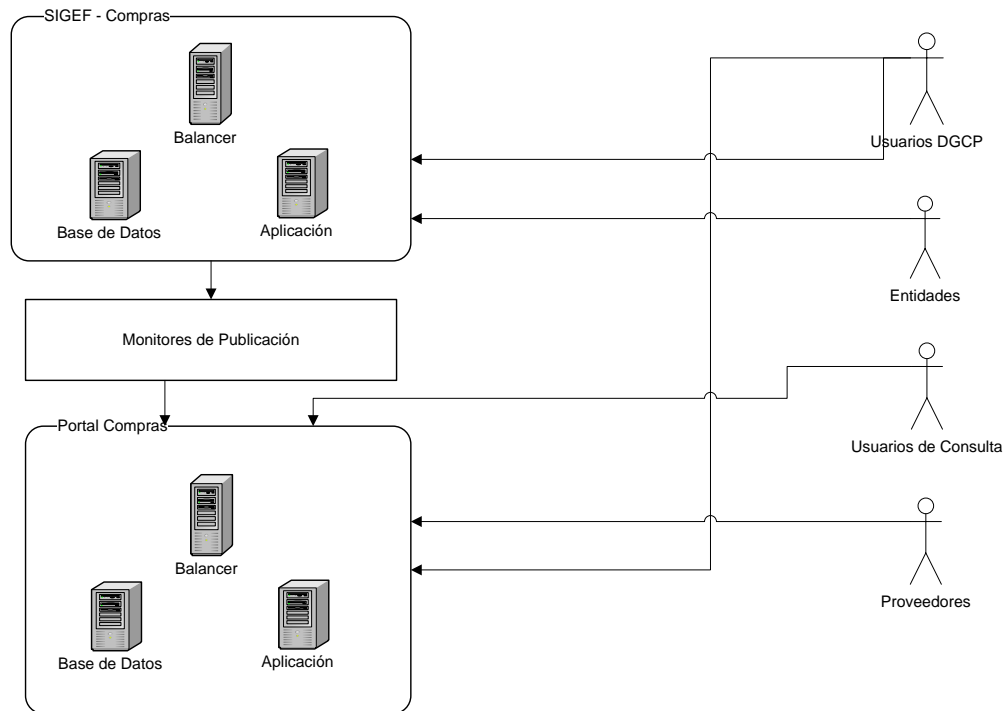 SIGEF - Compras
Balancer
Base de Datos
Aplicación
Usuarios DGCP
Entidades
Monitores de Publicación
Usuarios de Consulta
Portal Compras
Balancer
Base de Datos
Aplicación
Proveedores